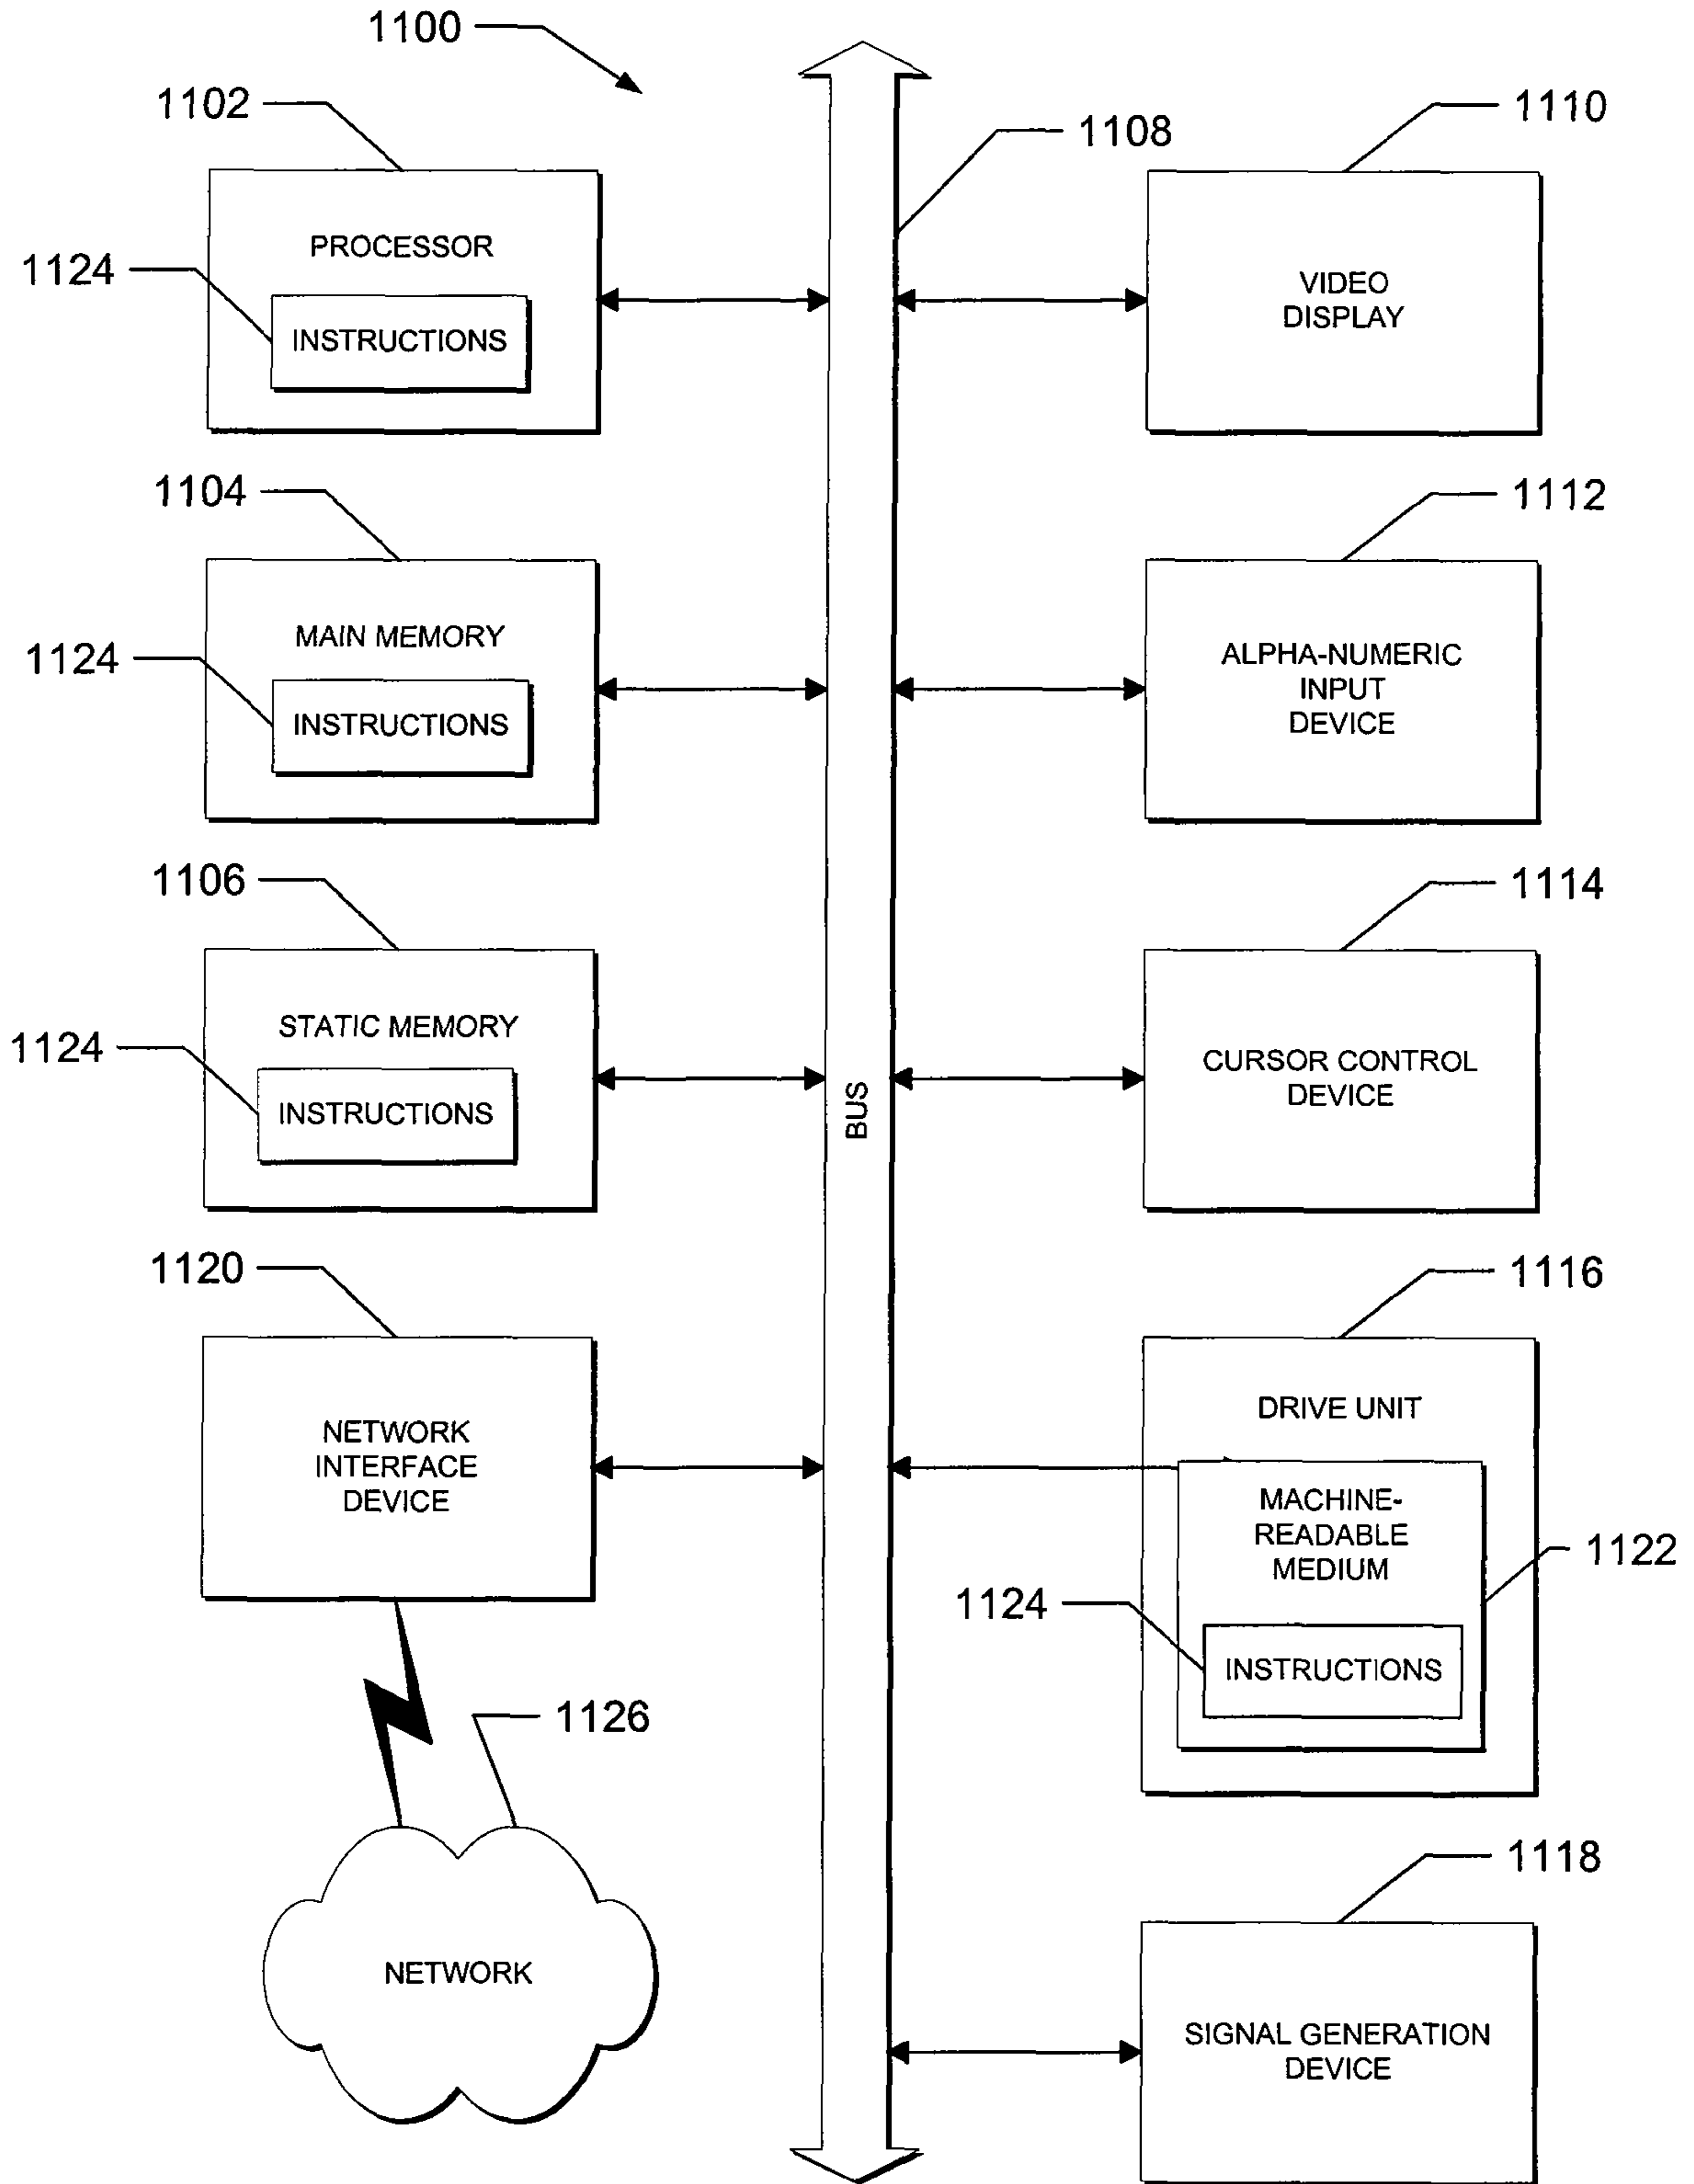 1100
1102
1108
1110
PROCESSOR
1124
INSTRUCTIONS
VIDEO
DISPLAY
1104
1112
MAIN MEMORY
1124
INSTRUCTIONS
ALPHA-NUMERIC
INPUT
DEVICE
1106
1114
STATIC MEMORY
1124
INSTRUCTIONS
BUS
CURSOR CONTROL
DEVICE
1120
1116
NETWORK
INTERFACE
DEVICE
DRIVE UNIT
MACHINE-
READABLE
MEDIUM
1122
1124
INSTRUCTIONS
1126
NETWORK
1118
SIGNAL GENERATION
DEVICE